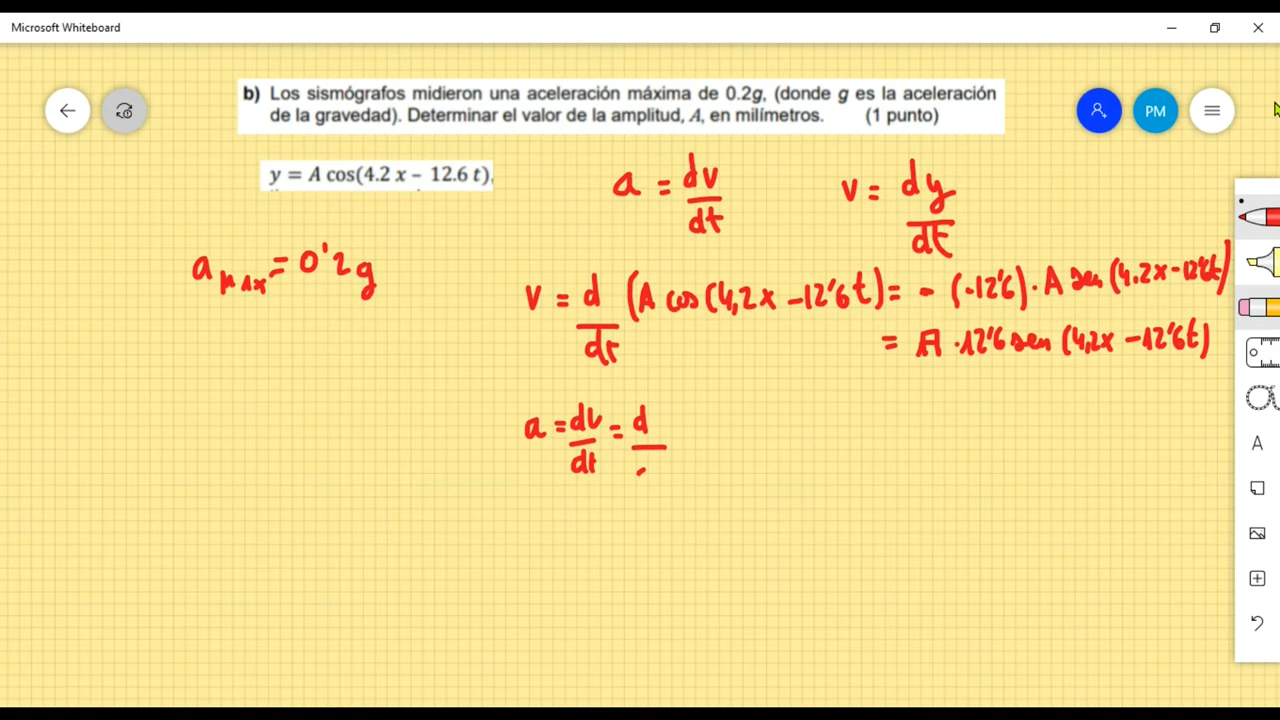 Microsoft Whiteboard
b) Los sismógrafos midieron una aceleración máxima de 0.2g, (donde g es la aceleración
de la gravedad). Determinar el valor de la amplitud, A, en milímetros. (1 punto)
PM
y = A cos(4.2 x − 12.6 t),
a = dv/dt
v = dy/dt
a max = 0'2g
v = d/dt (A cos(4,2x − 12'6t) = − (-12'6) · A sen(4.2x − 12'6t)
= A · 12'6 sen(4,2x − 12'6t)
a = dv/dt = d
A